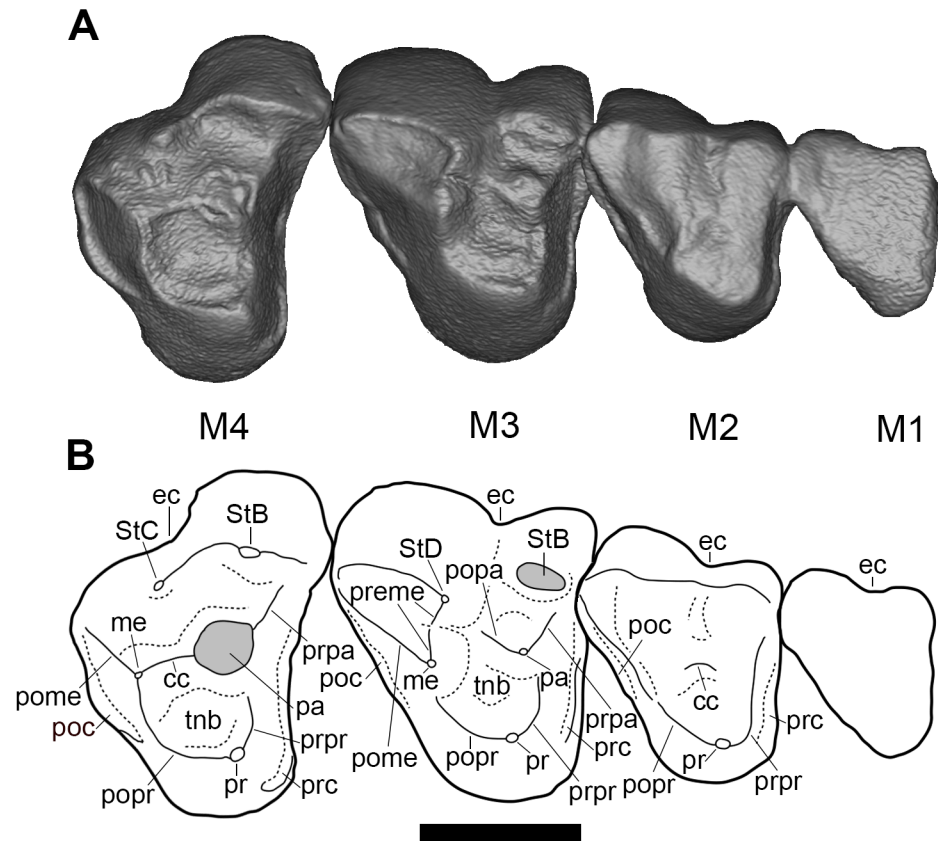 A
M4 M3 M2 M1
B
ec StC StB me pome poc cc tnb popr pr prpa pa prpr prc
ec StD StB popa preme poc me pome tnb popr pr pa prpa prc prpr
ec poc cc popr pr prpr prc
ec